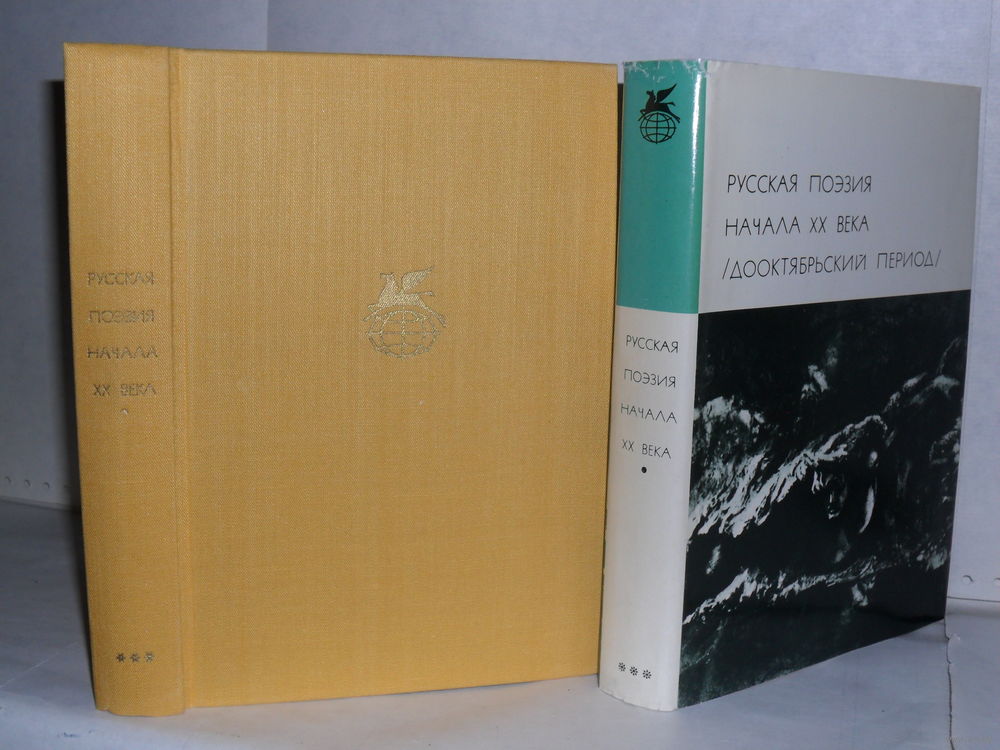 РУССКАЯ
ПОЭЗИЯ
НАЧАЛА
XX ВЕКА
***
РУССКАЯ ПОЭЗИЯ
НАЧАЛА XX ВЕКА
/ДООКТЯБРЬСКИЙ ПЕРИОД/
РУССКАЯ
ПОЭЗИЯ
НАЧАЛА
XX ВЕКА
***